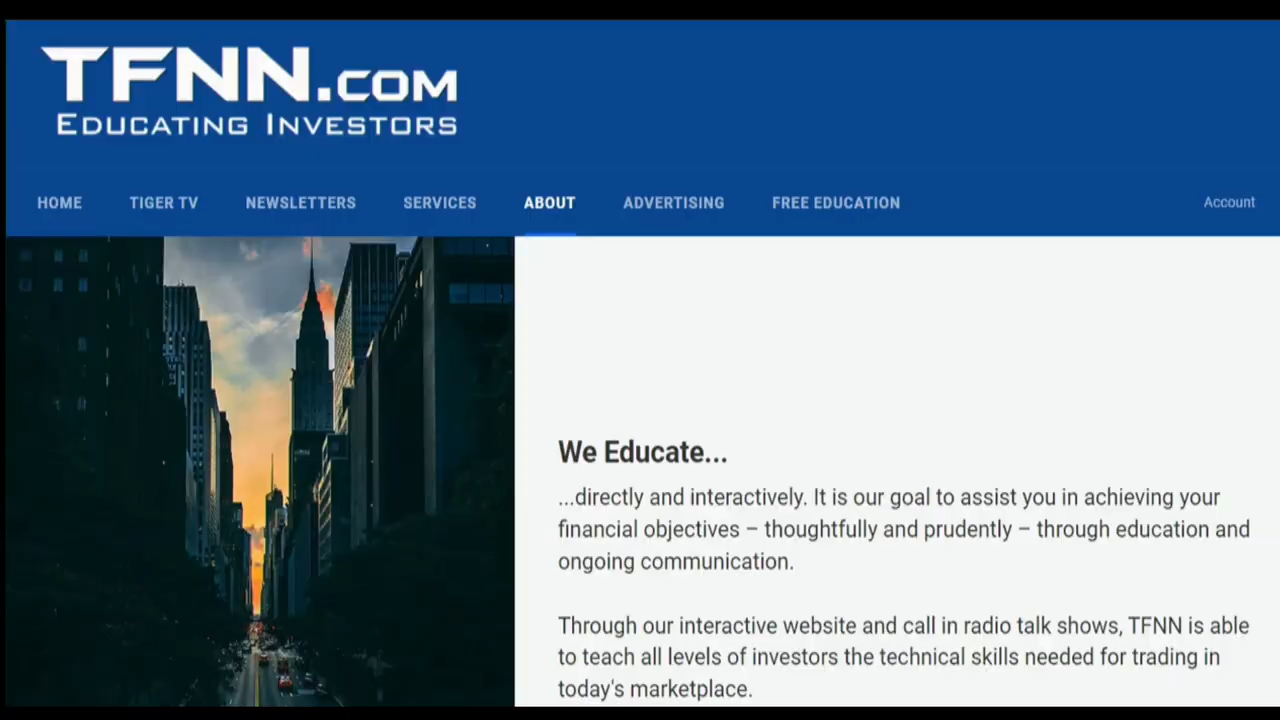 TFNN.COM
EDUCATING INVESTORS
HOME TIGER TV NEWSLETTERS SERVICES ABOUT ADVERTISING FREE EDUCATION Account
We Educate...
...directly and interactively. It is our goal to assist you in achieving your
financial objectives – thoughtfully and prudently – through education and
ongoing communication.
Through our interactive website and call in radio talk shows, TFNN is able
to teach all levels of investors the technical skills needed for trading in
today's marketplace.